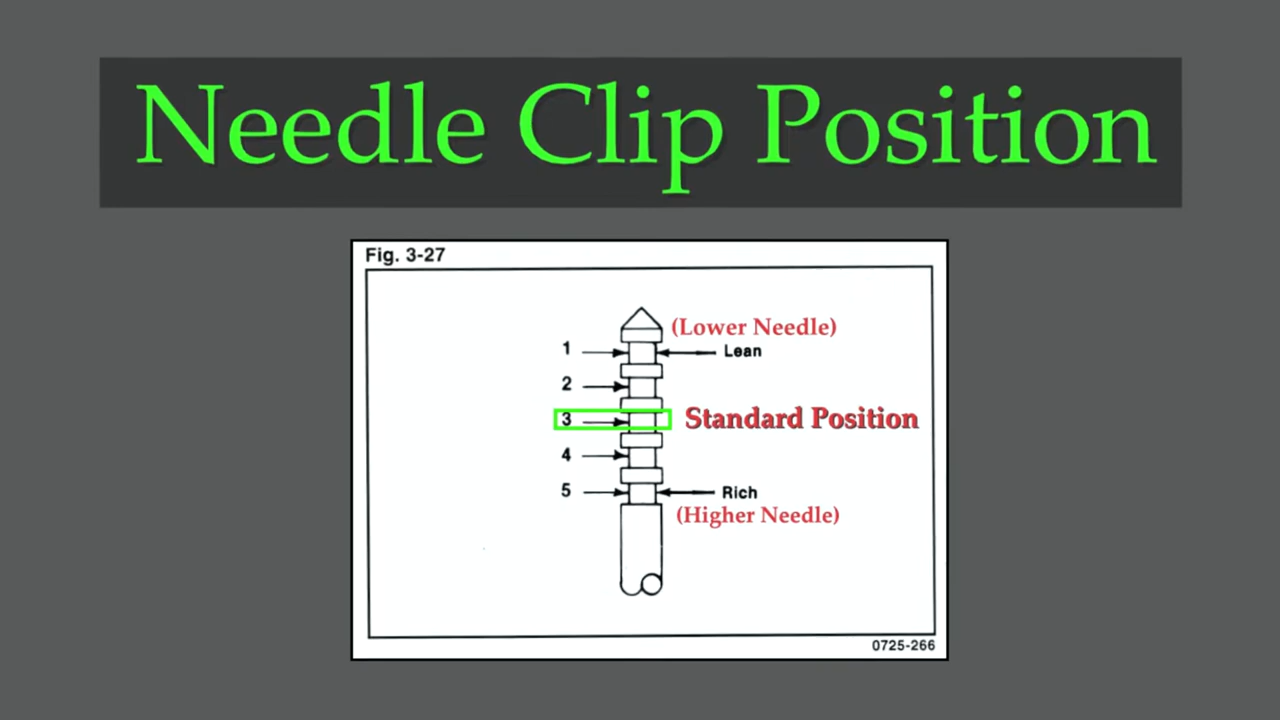 Needle Clip Position
Fig. 3-27
(Lower Needle)
1 Lean
2
3 Standard Position
4
5 Rich
(Higher Needle)
0725-266